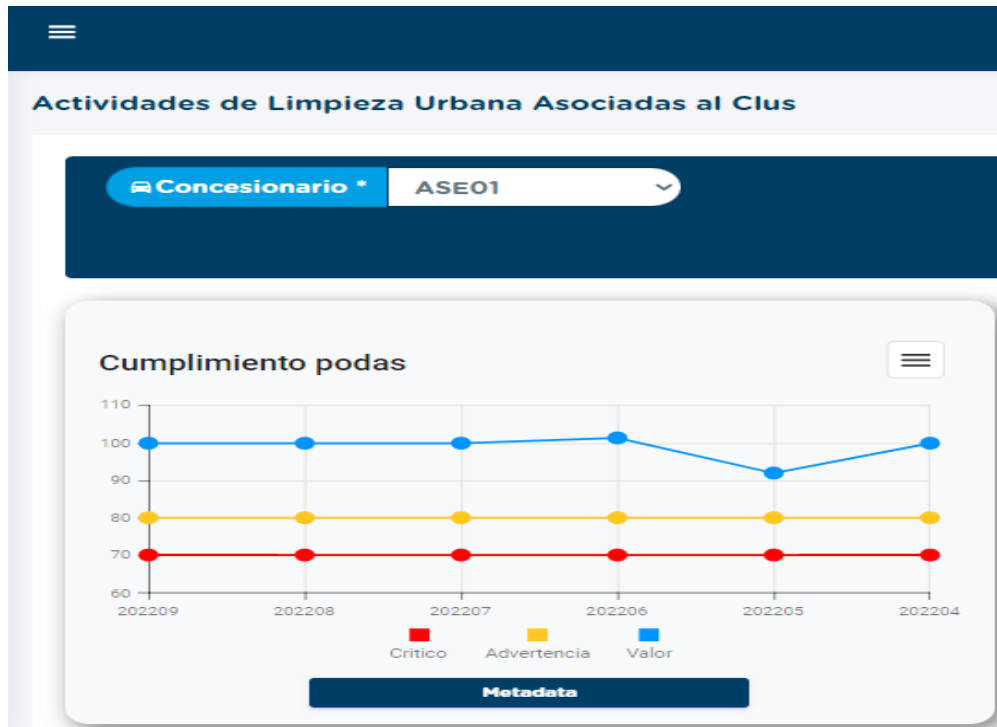 Actividades de Limpieza Urbana Asociadas al Clus
Concesionario * ASE01
Cumplimiento podas
110
100
90
80
70
60
202209 202208 202207 202206 202205 202204
Critico Advertencia Valor
Metadata